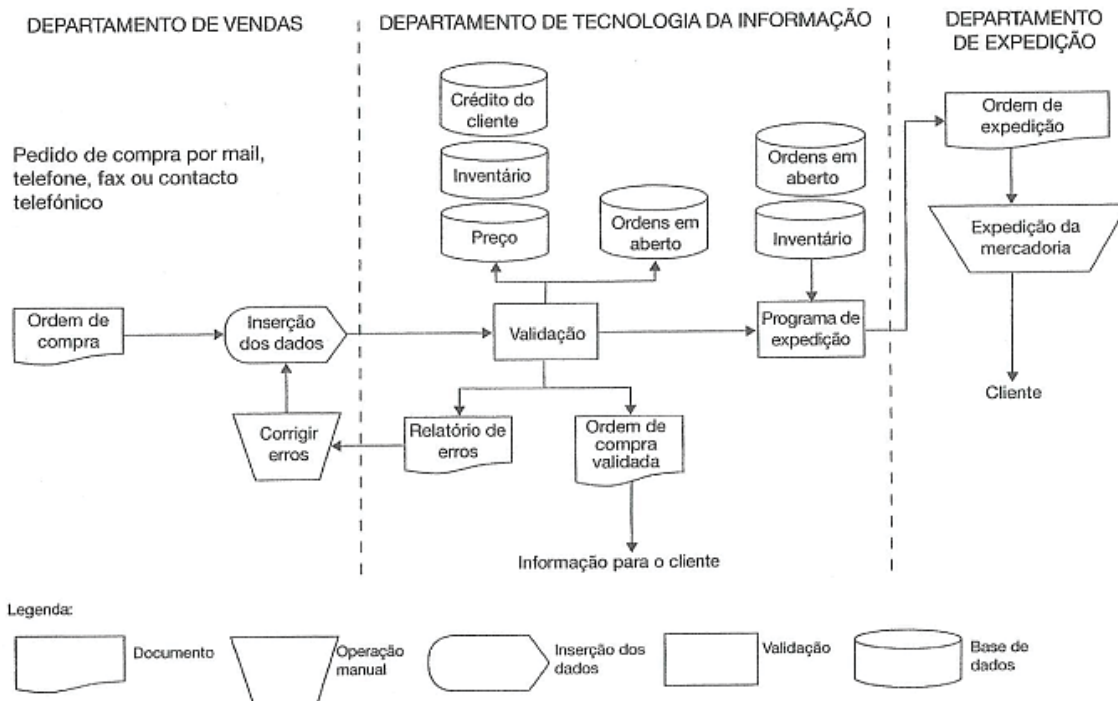 DEPARTAMENTO DE VENDAS
DEPARTAMENTO DE TECNOLOGIA DA INFORMAÇÃO
DEPARTAMENTO
DE EXPEDIÇÃO
Pedido de compra por mail,
telefone, fax ou contacto
telefónico
Crédito do
cliente
Inventário
Preço
Ordens em
aberto
Ordens em
aberto
Inventário
Ordem de
expedição
Expedição da
mercadoria
Ordem de
compra
Inserção
dos dados
Validação
Programa de
expedição
Cliente
Corrigir
erros
Relatório de
erros
Ordem de
compra
validada
Informação para o cliente
Legenda:
Documento
Operação
manual
Inserção dos
dados
Validação
Base de
dados